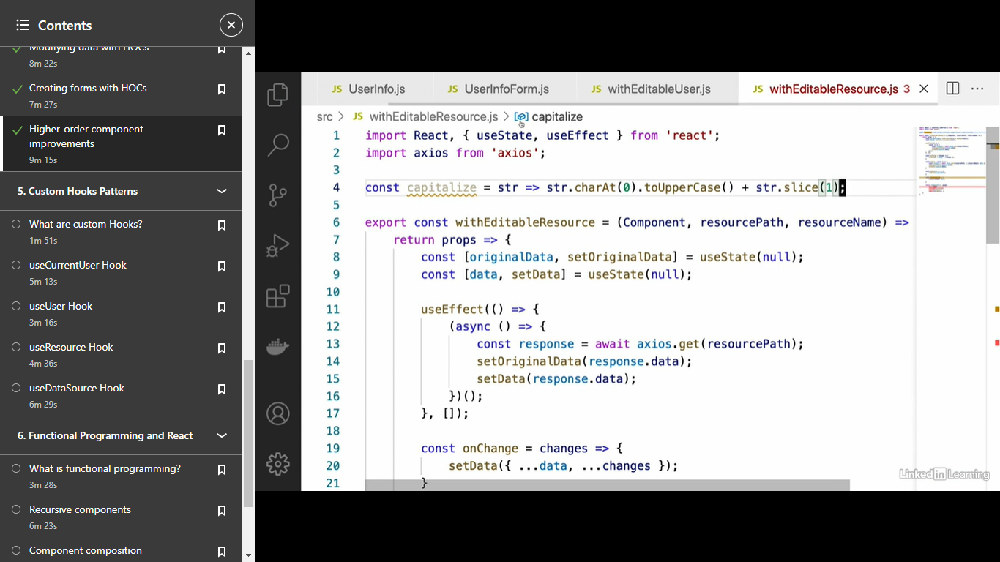 Contents
Modifying data with HOCs
8m 22s
Creating forms with HOCs
7m 27s
Higher-order component
improvements
9m 15s
5. Custom Hooks Patterns
What are custom Hooks?
1m 51s
useCurrentUser Hook
5m 13s
useUser Hook
3m 16s
useResource Hook
4m 36s
useDataSource Hook
6m 29s
6. Functional Programming and React
What is functional programming?
3m 28s
Recursive components
6m 23s
Component composition
JS UserInfo.js
JS UserInfoForm.js
JS withEditableUser.js
JS withEditableResource.js 3
src > JS withEditableResource.js > capitalize
1 import React, { useState, useEffect } from 'react';
2 import axios from 'axios';
3
4 const capitalize = str => str.charAt(0).toUpperCase() + str.slice(1);
5
6 export const withEditableResource = (Component, resourcePath, resourceName) =>
7 return props => {
8 const [originalData, setOriginalData] = useState(null);
9 const [data, setData] = useState(null);
10
11 useEffect(() => {
12 (async () => {
13 const response = await axios.get(resourcePath);
14 setOriginalData(response.data);
15 setData(response.data);
16 })();
17 }, []);
18
19 const onChange = changes => {
20 setData({ ...data, ...changes });
21 }
Linked in Learning